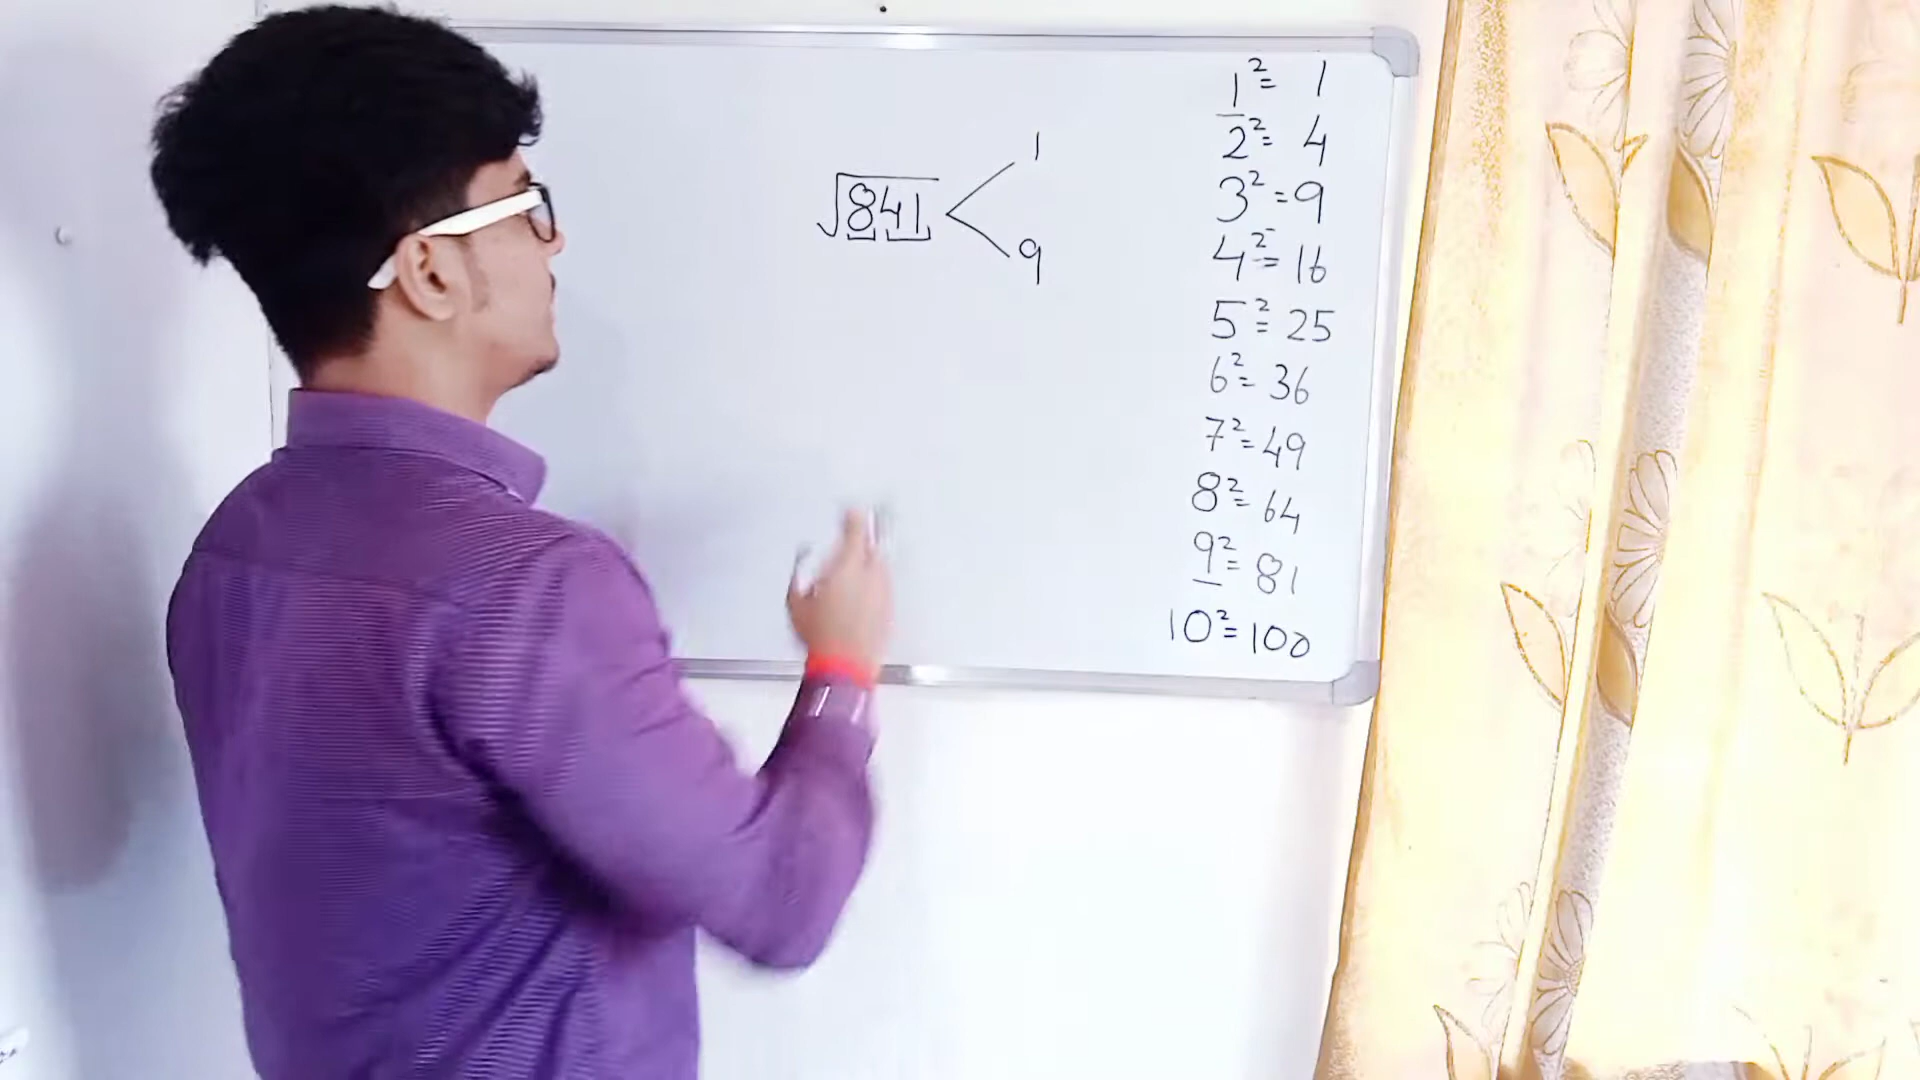 √841 < 1
9
1² = 1
2² = 4
3² = 9
4² = 16
5² = 25
6² = 36
7² = 49
8² = 64
9² = 81
10² = 100